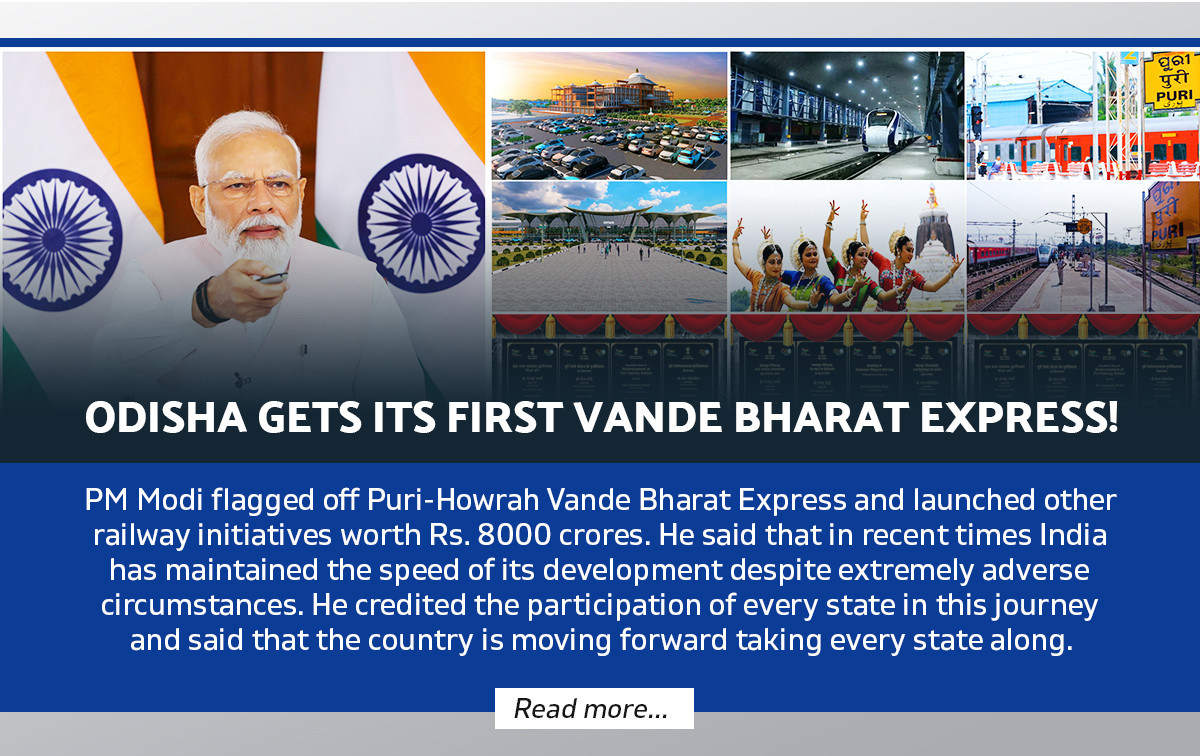 ପୁରୀ
पुरी
PURI
پوری
ପୁରୀ
पुरी
PURI
ODISHA GETS ITS FIRST VANDE BHARAT EXPRESS!
PM Modi flagged off Puri-Howrah Vande Bharat Express and launched other
railway initiatives worth Rs. 8000 crores. He said that in recent times India
has maintained the speed of its development despite extremely adverse
circumstances. He credited the participation of every state in this journey
and said that the country is moving forward taking every state along.
Read more...